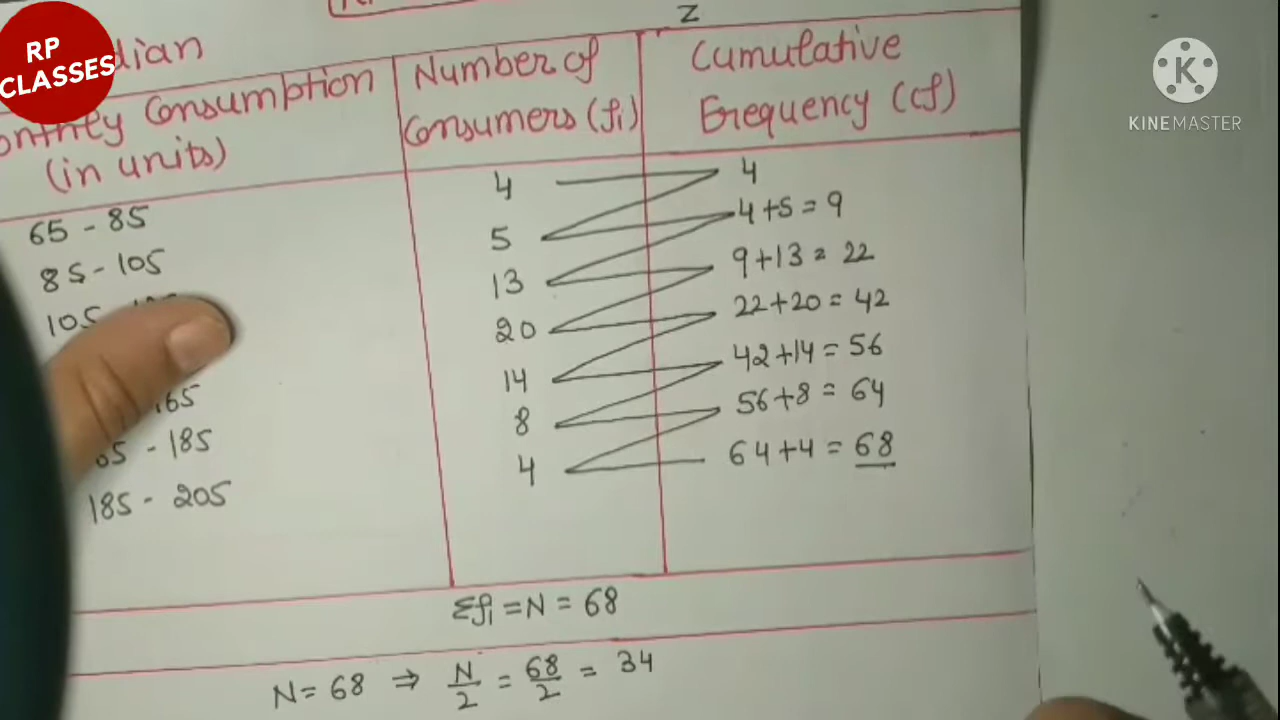 RP
CLASSES
dian
Z
onthly Consumption
(in units)
Number of
Consumers (fi)
Cumulative
Frequency (cf)
65 - 85 4 4
85 - 105 5 4+5 = 9
105 13 9+13 = 22
20 22+20 = 42
165 14 42+14 = 56
65 - 185 8 56+8 = 64
185 - 205 4 64+4 = 68
Σfi = N = 68
N = 68 ⇒ N/2 = 68/2 = 34
K
KINEMASTER